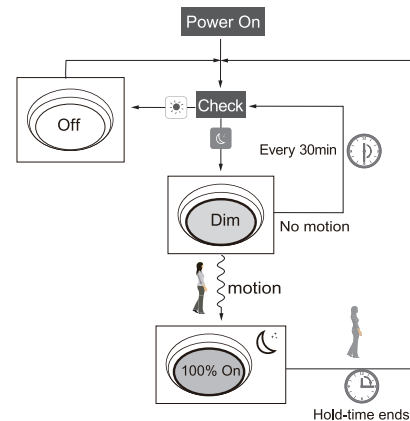 Power On
Check
Off
Every 30min
Dim
No motion
motion
100% On
Hold-time ends